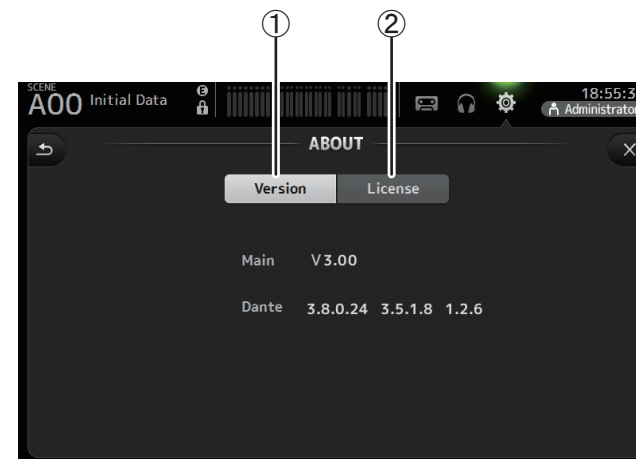 ① ②
SCENE
A00 Initial Data E 18:55:3
Administrator
ABOUT
Version License
Main V3.00
Dante 3.8.0.24 3.5.1.8 1.2.6